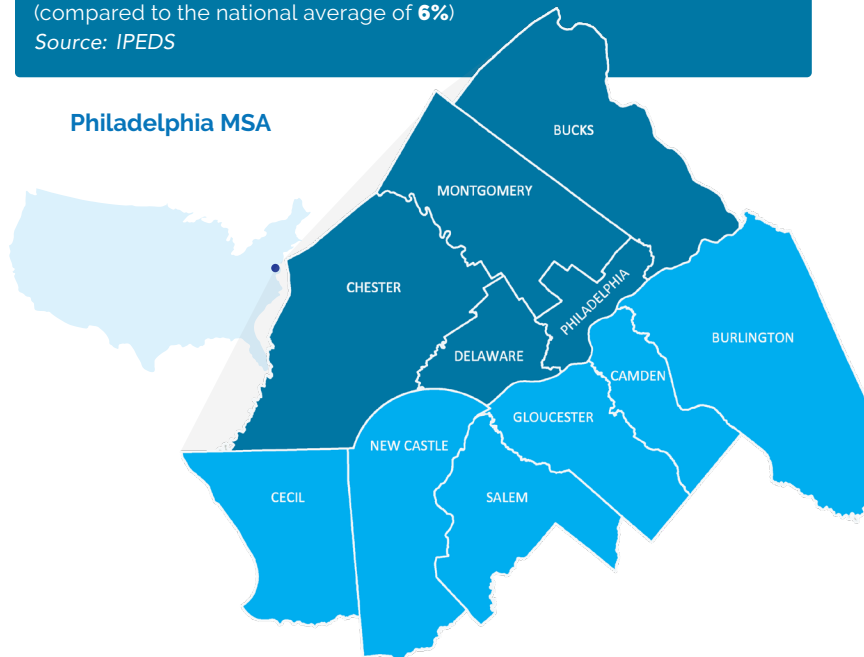 (compared to the national average of 6%)
Source: IPEDS
Philadelphia MSA
BUCKS
MONTGOMERY
CHESTER
PHILADELPHIA
DELAWARE
BURLINGTON
CAMDEN
GLOUCESTER
NEW CASTLE
CECIL
SALEM